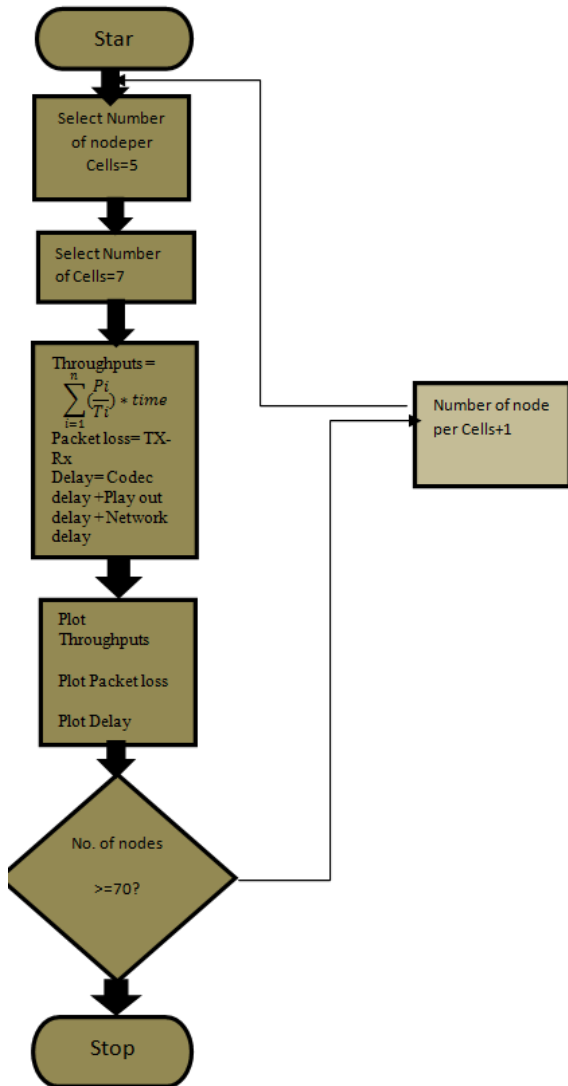 Star
Select Number
of nodeper
Cells=5
Select Number
of Cells=7
Throughputs =
\sum_{i=1}^{n}(\frac{Pi}{Ti}) * time
Packet loss= TX-
Rx
Delay= Codec
delay +Play out
delay + Network
delay
Plot
Throughputs
Plot Packet loss
Plot Delay
No. of nodes
>=70?
Stop
Number of node
per Cells+1